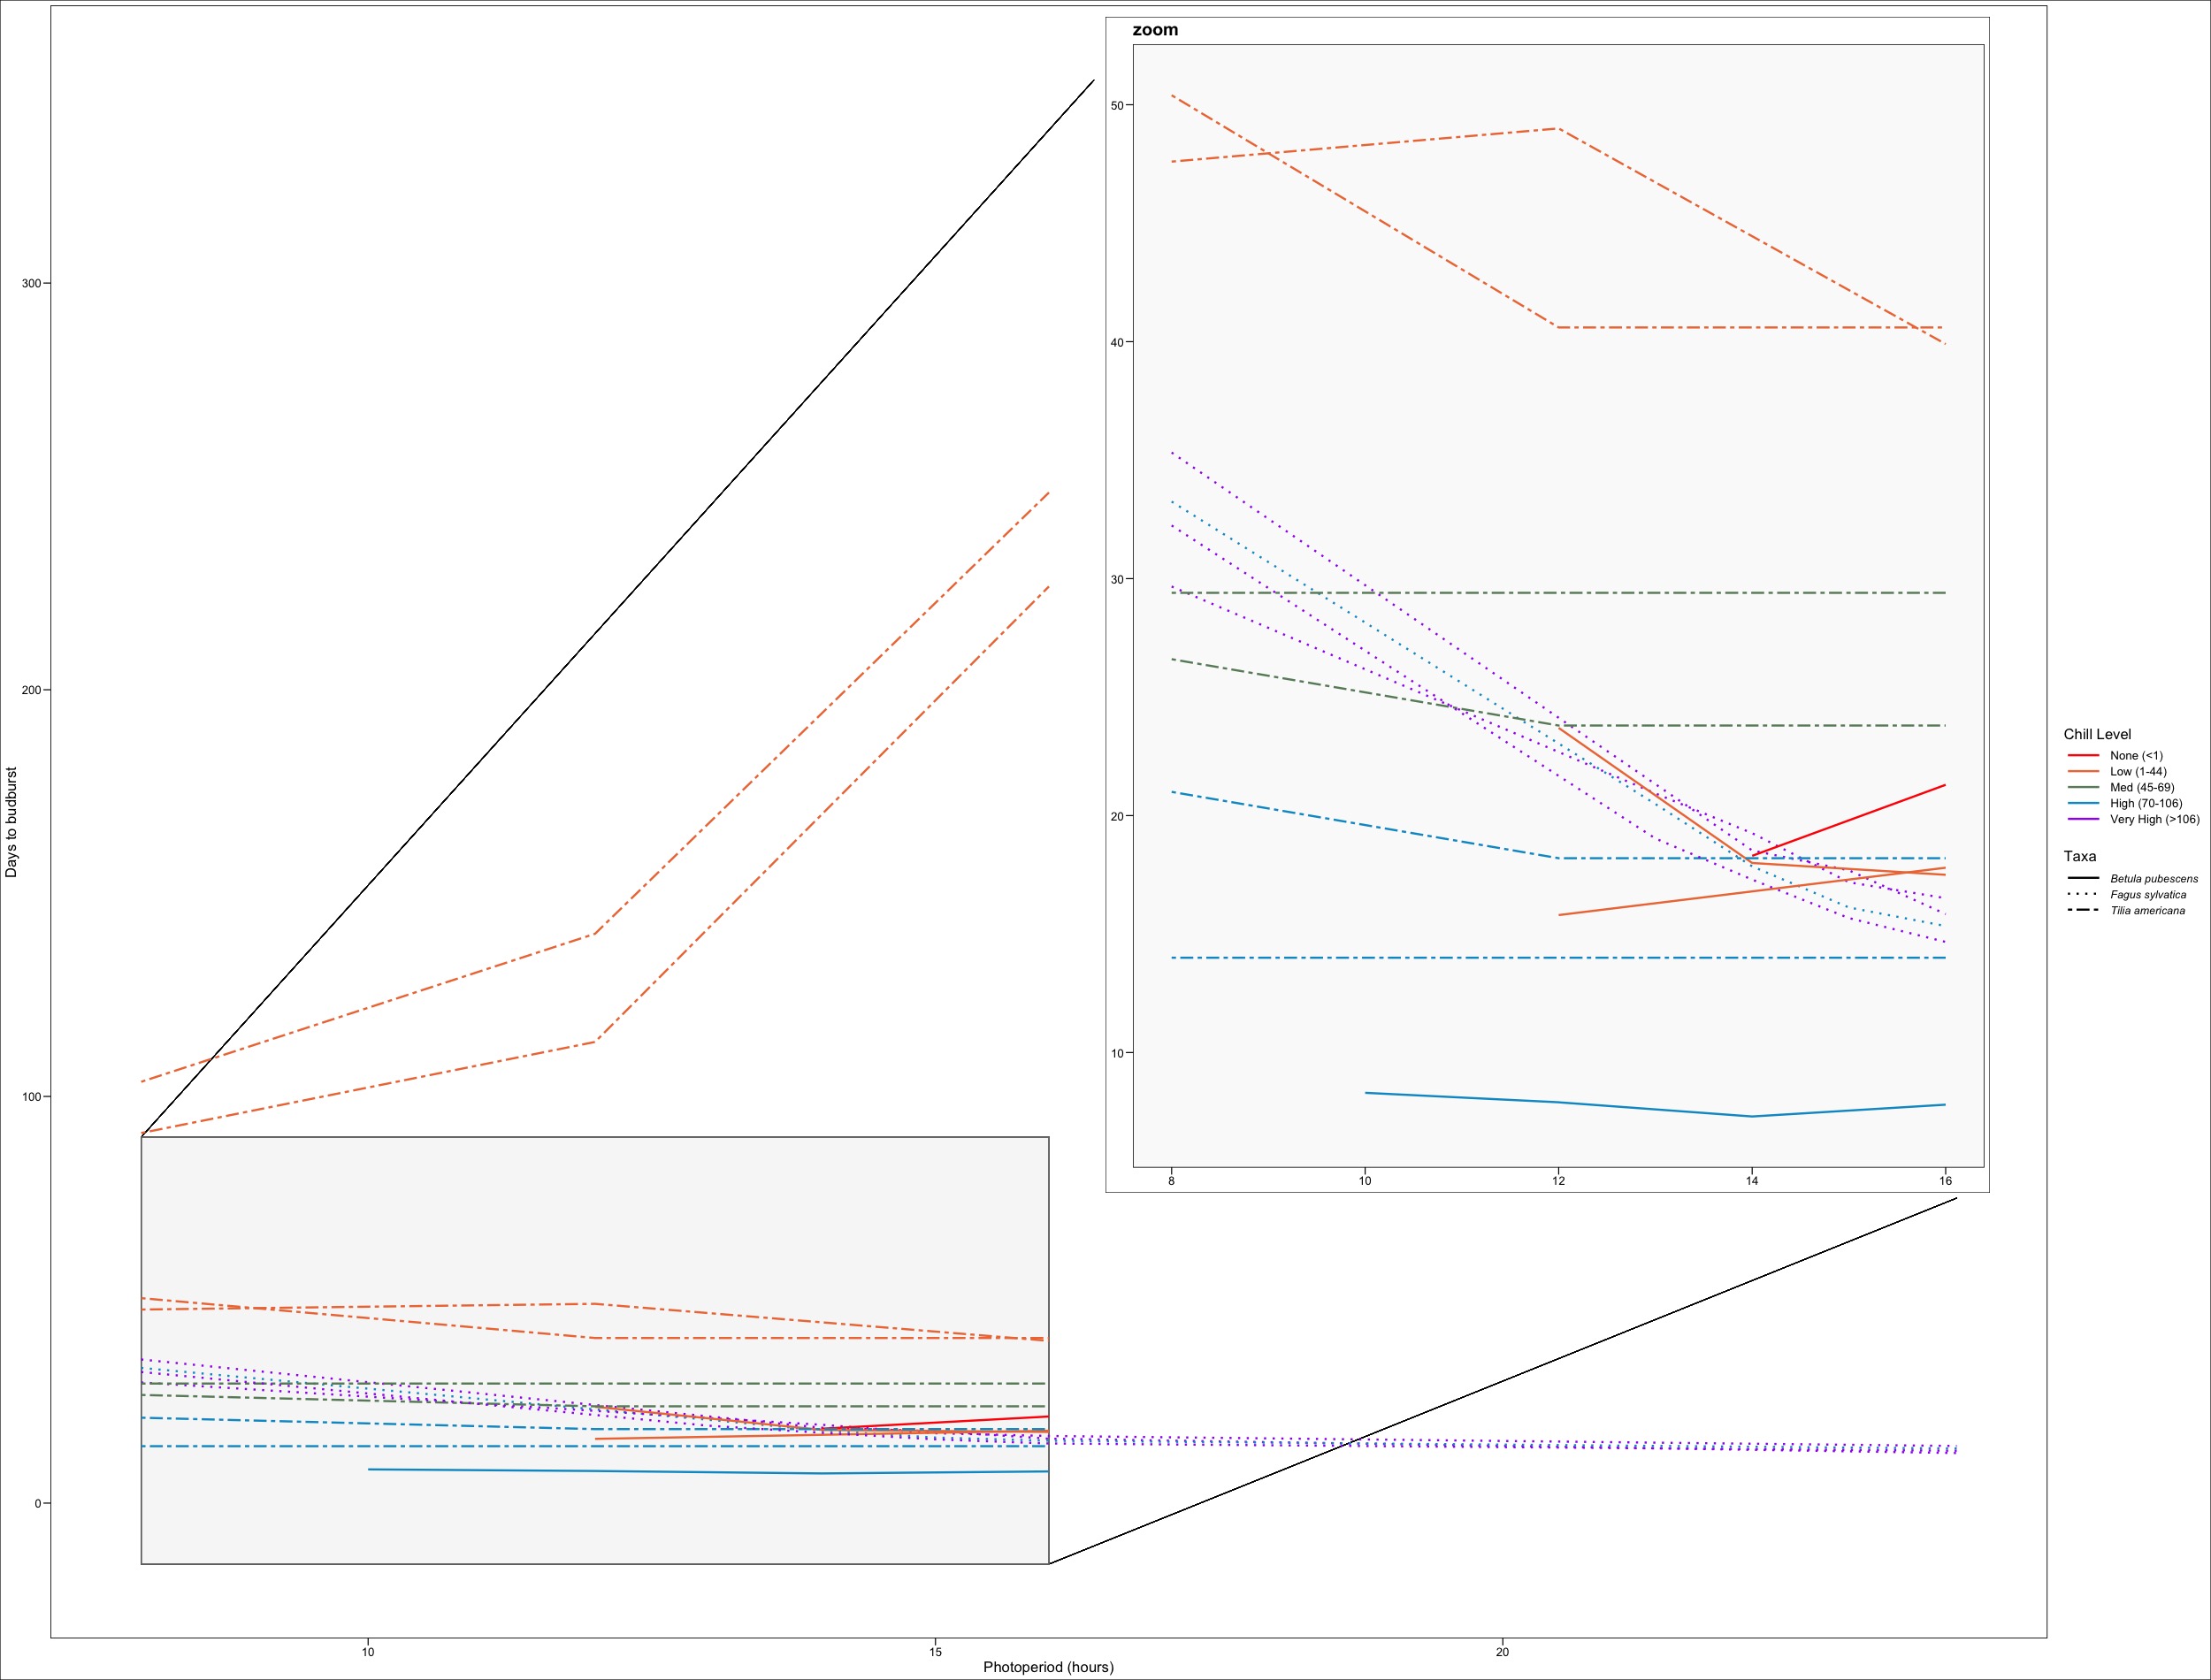 zoom
50
40
30
20
10
8 10 12 14 16
300
200
100
0
Days to budburst
10 15 20
Photoperiod (hours)
Chill Level
None (<1)
Low (1-44)
Med (45-69)
High (70-106)
Very High (>106)
Taxa
Betula pubescens
Fagus sylvatica
Tilia americana